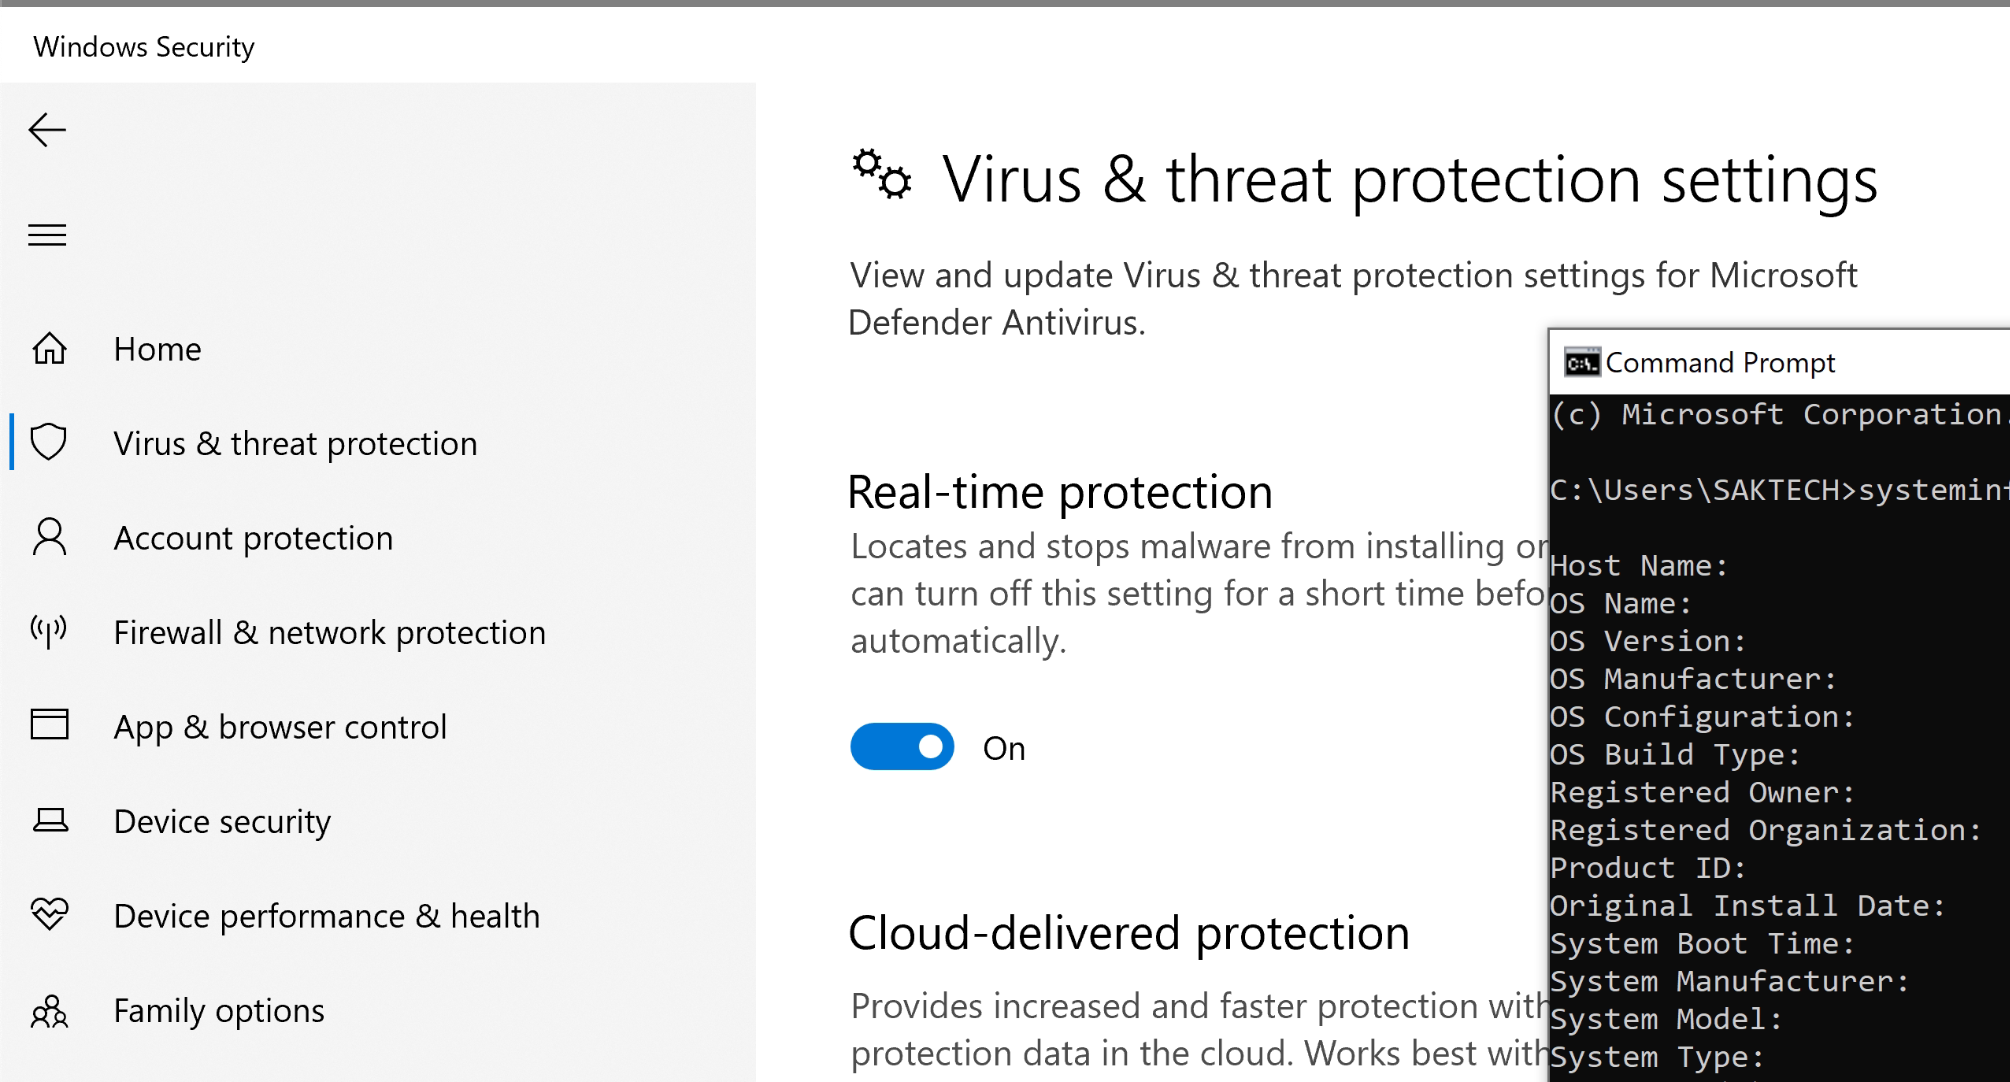 Windows Security
Home
Virus & threat protection
Account protection
Firewall & network protection
App & browser control
Device security
Device performance & health
Family options
Virus & threat protection settings
View and update Virus & threat protection settings for Microsoft
Defender Antivirus.
Real-time protection
Locates and stops malware from installing or
can turn off this setting for a short time befo
automatically.
On
Cloud-delivered protection
Provides increased and faster protection with
protection data in the cloud. Works best with
Command Prompt
(c) Microsoft Corporation.
C:\Users\SAKTECH>systeminf
Host Name:
OS Name:
OS Version:
OS Manufacturer:
OS Configuration:
OS Build Type:
Registered Owner:
Registered Organization:
Product ID:
Original Install Date:
System Boot Time:
System Manufacturer:
System Model:
System Type: